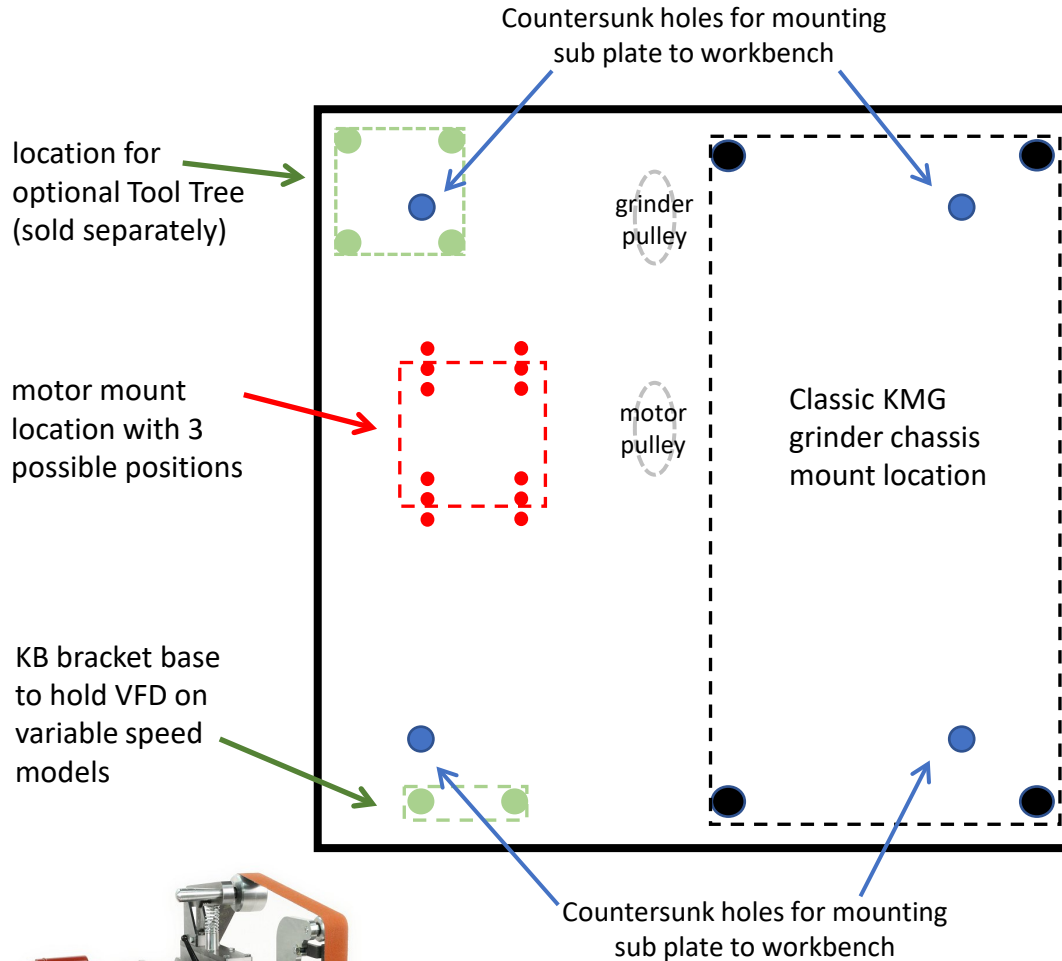 Countersunk holes for mounting
sub plate to workbench
location for
optional Tool Tree
(sold separately)
grinder
pulley
motor mount
location with 3
possible positions
motor
pulley
Classic KMG
grinder chassis
mount location
KB bracket base
to hold VFD on
variable speed
models
Countersunk holes for mounting
sub plate to workbench